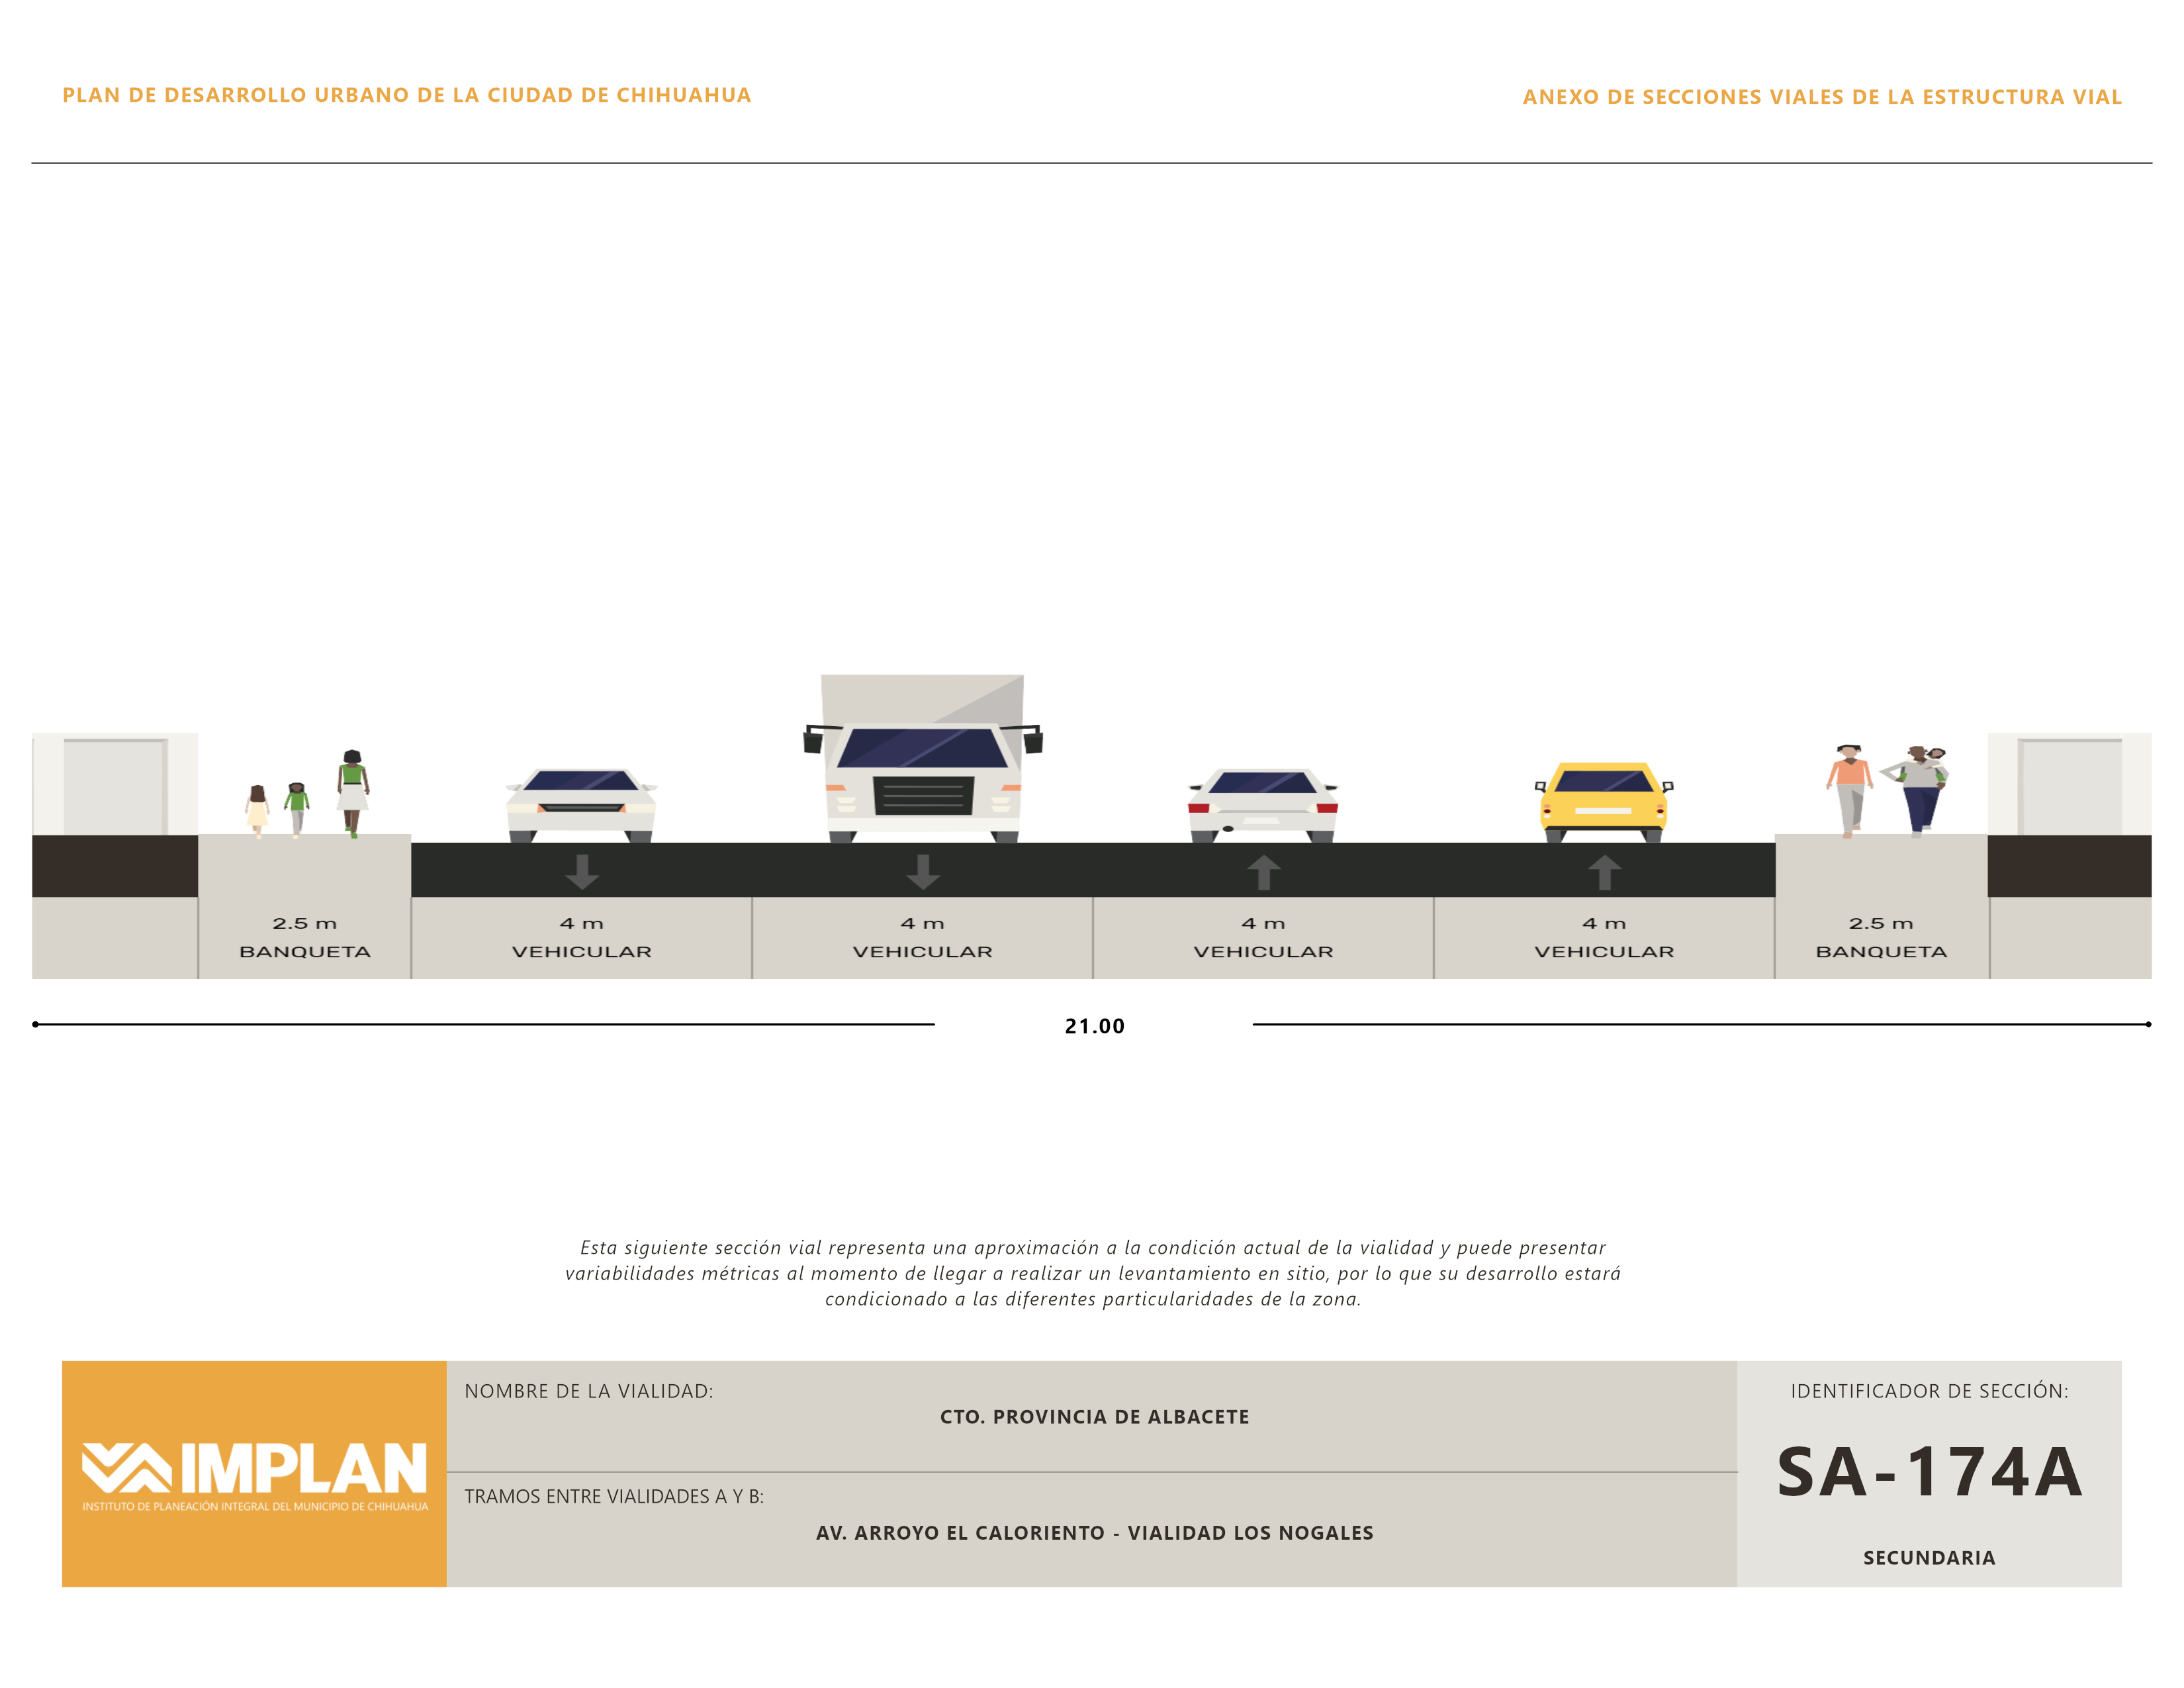 PLAN DE DESARROLLO URBANO DE LA CIUDAD DE CHIHUAHUA
ANEXO DE SECCIONES VIALES DE LA ESTRUCTURA VIAL
2.5 m
BANQUETA
4 m
VEHICULAR
4 m
VEHICULAR
4 m
VEHICULAR
4 m
VEHICULAR
2.5 m
BANQUETA
21.00
Esta siguiente sección vial representa una aproximación a la condición actual de la vialidad y puede presentar
variabilidades métricas al momento de llegar a realizar un levantamiento en sitio, por lo que su desarrollo estará
condicionado a las diferentes particularidades de la zona.
IMPLAN
INSTITUTO DE PLANEACIÓN INTEGRAL DEL MUNICIPIO DE CHIHUAHUA
NOMBRE DE LA VIALIDAD:
CTO. PROVINCIA DE ALBACETE
TRAMOS ENTRE VIALIDADES A Y B:
AV. ARROYO EL CALORIENTO - VIALIDAD LOS NOGALES
IDENTIFICADOR DE SECCIÓN:
SA-174A
SECUNDARIA